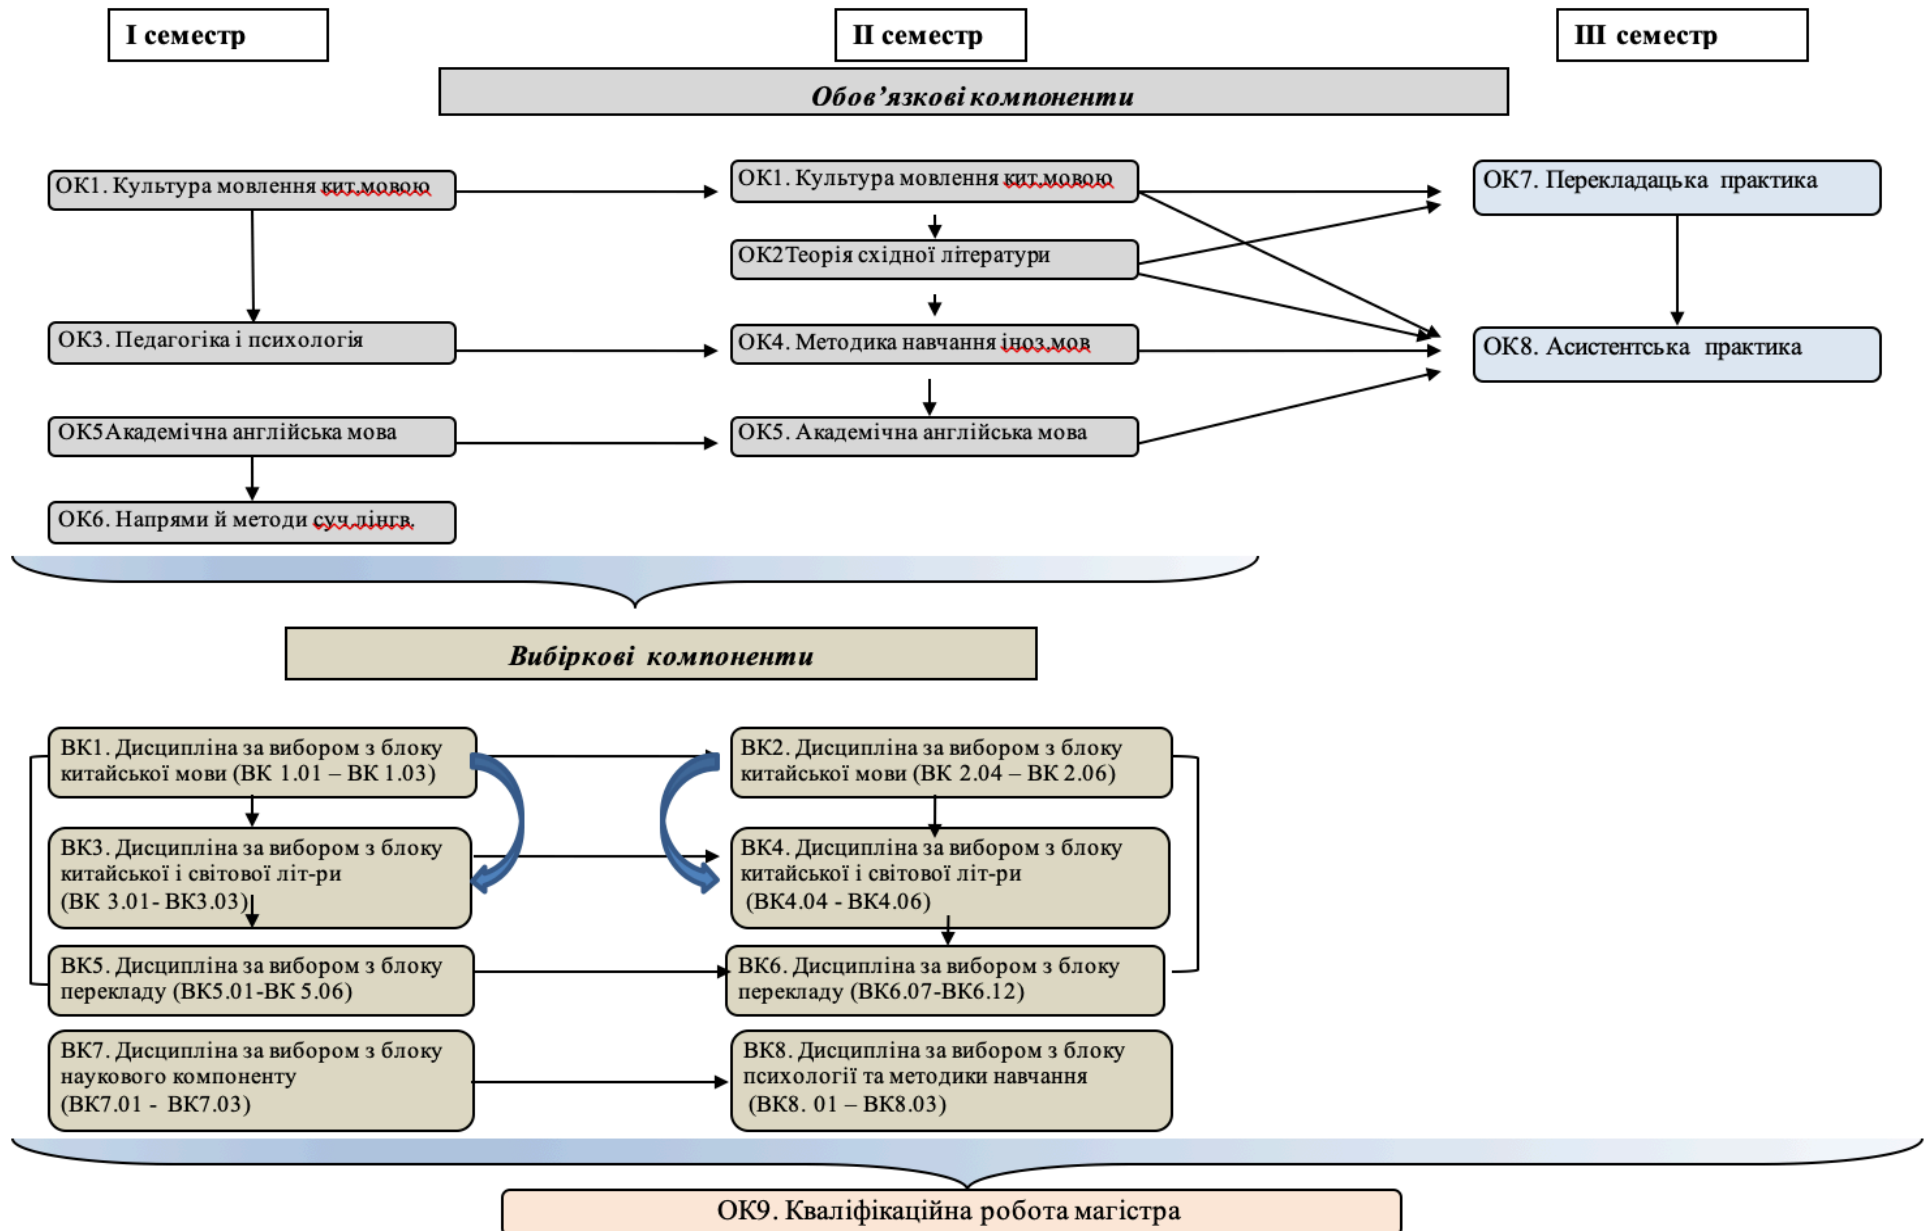 І семестр
ІІ семестр
ІІІ семестр
Обов’язкові компоненти
ОК1. Культура мовлення кит.мовою
ОК1. Культура мовлення кит.мовою
ОК7. Перекладацька практика
ОК2Теорія східної літератури
ОК3. Педагогіка і психологія
ОК4. Методика навчання іноз.мов
ОК8. Асистентська практика
ОК5Академічна англійська мова
ОК5. Академічна англійська мова
ОК6. Напрями й методи суч.лінгв.
Вибіркові компоненти
ВК1. Дисципліна за вибором з блоку
китайської мови (ВК 1.01 – ВК 1.03)
ВК2. Дисципліна за вибором з блоку
китайської мови (ВК 2.04 – ВК 2.06)
ВК3. Дисципліна за вибором з блоку
китайської і світової літ-ри
(ВК 3.01- ВК3.03)
ВК4. Дисципліна за вибором з блоку
китайської і світової літ-ри
(ВК4.04 - ВК4.06)
ВК5. Дисципліна за вибором з блоку
перекладу (ВК5.01-ВК 5.06)
ВК6. Дисципліна за вибором з блоку
перекладу (ВК6.07-ВК6.12)
ВК7. Дисципліна за вибором з блоку
наукового компоненту
(ВК7.01 - ВК7.03)
ВК8. Дисципліна за вибором з блоку
психології та методики навчання
(ВК8. 01 – ВК8.03)
ОК9. Кваліфікаційна робота магістра